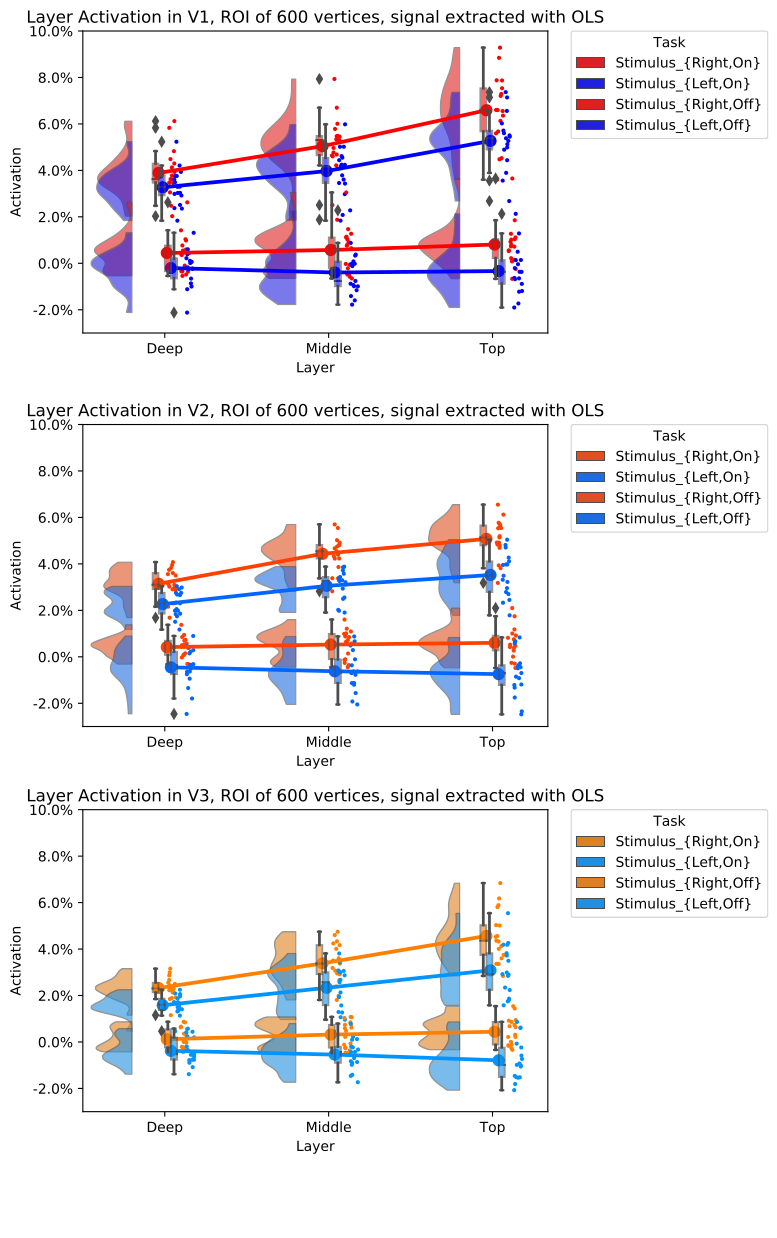 Layer Activation in V1, ROI of 600 vertices, signal extracted with OLS
10.0%
8.0%
6.0%
4.0%
2.0%
0.0%
-2.0%
Activation
Deep
Middle
Top
Layer
Task
Stimulus_{Right,On}
Stimulus_{Left,On}
Stimulus_{Right,Off}
Stimulus_{Left,Off}
Layer Activation in V2, ROI of 600 vertices, signal extracted with OLS
10.0%
8.0%
6.0%
4.0%
2.0%
0.0%
-2.0%
Activation
Deep
Middle
Top
Layer
Task
Stimulus_{Right,On}
Stimulus_{Left,On}
Stimulus_{Right,Off}
Stimulus_{Left,Off}
Layer Activation in V3, ROI of 600 vertices, signal extracted with OLS
10.0%
8.0%
6.0%
4.0%
2.0%
0.0%
-2.0%
Activation
Deep
Middle
Top
Layer
Task
Stimulus_{Right,On}
Stimulus_{Left,On}
Stimulus_{Right,Off}
Stimulus_{Left,Off}